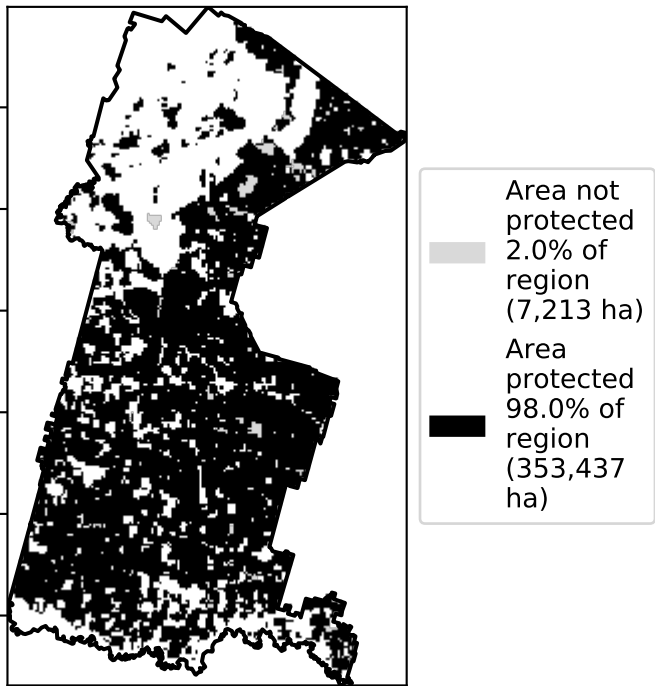 Area not
protected
2.0% of
region
(7,213 ha)
Area
protected
98.0% of
region
(353,437
ha)